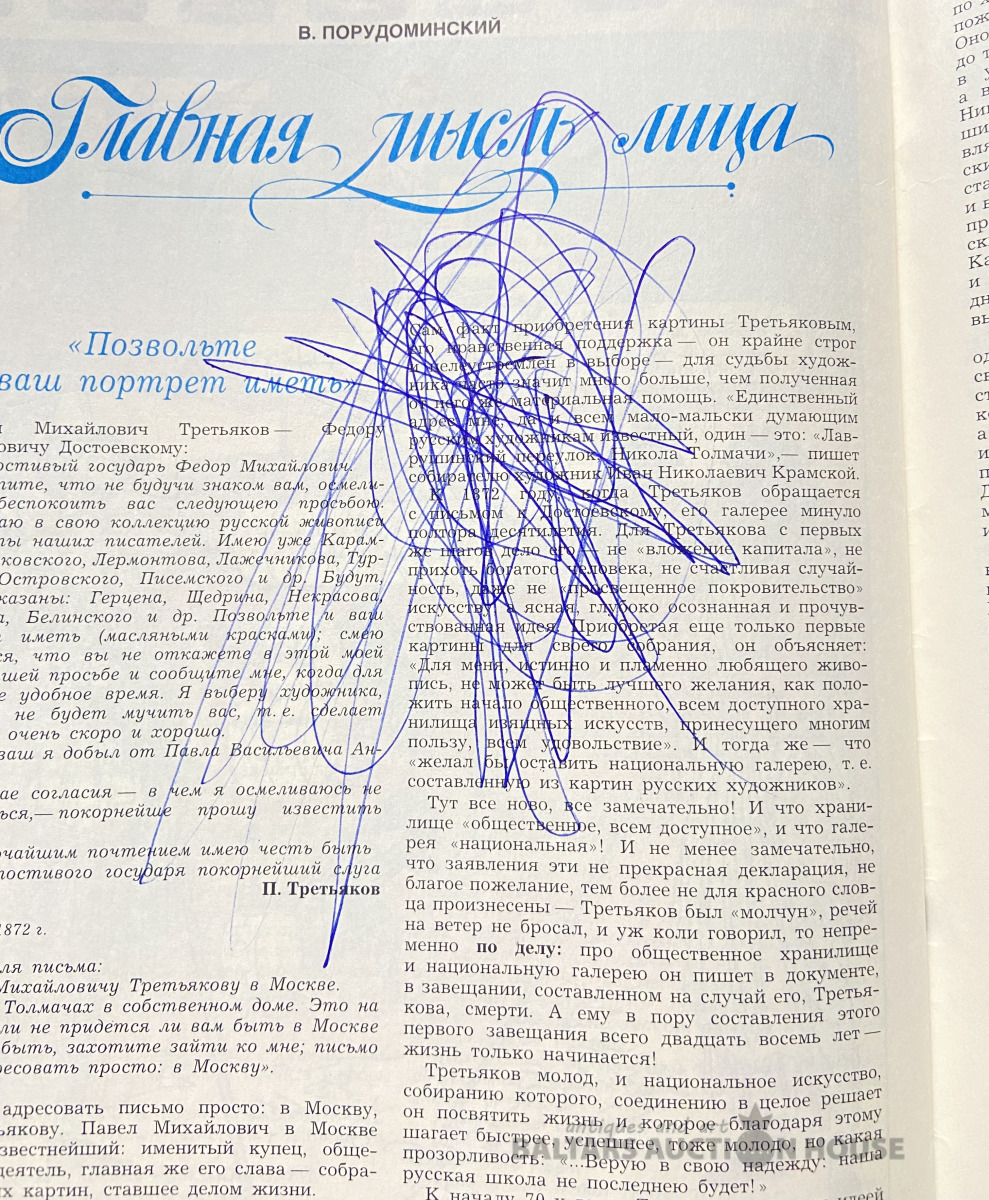 В. ПОРУДОМИНСКИЙ
Главная мысль лица
«Позвольте
ваш портрет иметь»
Михайлович Третьяков — Федору
овичу Достоевскому:
остивый государь Федор Михайлович.
пите, что не будучи знаком вам, осмели-
беспокоить вас следующею просьбою.
аю в свою коллекцию русской живописи
ты наших писателей. Имею уже Карам-
ковского, Лермонтова, Лажечникова, Тур-
Островского, Писемского и др. Будут,
казаны: Герцена, Щедрина, Некрасова,
а, Белинского и др. Позвольте и ваш
иметь (масляными красками); смею
ся, что вы не откажете в этой моей
шей просьбе и сообщите мне, когда для
е удобное время. Я выберу художника,
не будет мучить вас, т. е. сделает
очень скоро и хорошо.
ваш я добыл от Павла Васильевича Ан-
ае согласия — в чем я осмеливаюсь не
ься,— покорнейше прошу известить
очайшим почтением имею честь быть
постивого государя покорнейший слуга
П. Третьяков
1872 г.
ля письма:
Михайловичу Третьякову в Москве.
Толмачах в собственном доме. Это на
ли не придется ли вам быть в Москве
быть, захотите зайти ко мне; письмо
ресовать просто: в Москву».
адресовать письмо просто: в Москву,
ьякову. Павел Михайлович в Москве
звестнейший: именитый купец, обще-
деятель, главная же его слава — собра-
х картин, ставшее делом жизни.
Сам факт приобретения картины Третьяковым,
его нравственная поддержка — он крайне строг
и целеустремлен в выборе — для судьбы худож-
ника часто значит много больше, чем полученная
от него же материальная помощь. «Единственный
адрес мне, да и всем мало-мальски думающим
русским художникам известный, один — это: «Лав-
рушинский переулок, Никола Толмачи»,— пишет
собирателю художник Иван Николаевич Крамской.
К 1872 году, когда Третьяков обращается
с письмом к Достоевскому, его галерее минуло
полтора десятилетия. Для Третьякова с первых
же шагов дело его — не «вложение капитала», не
прихоть богатого человека, не счастливая случай-
ность, даже не «просвещенное покровительство»
искусству, а ясная, глубоко осознанная и прочув-
ствованная идея. Приобретая еще только первые
картины для своего собрания, он объясняет:
«Для меня, истинно и пламенно любящего живо-
пись, не может быть лучшего желания, как поло-
жить начало общественного, всем доступного хра-
нилища изящных искусств, принесущего многим
пользу, всем удовольствие». И тогда же — что
«желал бы оставить национальную галерею, т. е.
составленную из картин русских художников».
Тут все ново, все замечательно! И что храни-
лище «общественное, всем доступное», и что гале-
рея «национальная»! И не менее замечательно,
что заявления эти не прекрасная декларация, не
благое пожелание, тем более не для красного слов-
ца произнесены — Третьяков был «молчун», речей
на ветер не бросал, и уж коли говорил, то непре-
менно по делу: про общественное хранилище
и национальную галерею он пишет в документе,
в завещании, составленном на случай его, Третья-
кова, смерти. А ему в пору составления этого
первого завещания всего двадцать восемь лет —
жизнь только начинается!
Третьяков молод, и национальное искусство,
собиранию которого, соединению в целое решает
он посвятить жизнь и которое благодаря этому
шагает быстрее, успешнее, тоже молодо, но какая
прозорливость: «...Верую в свою надежду: наша
русская школа не последнею будет!»
antiques and art
BALTARS AUCTION HOUSE